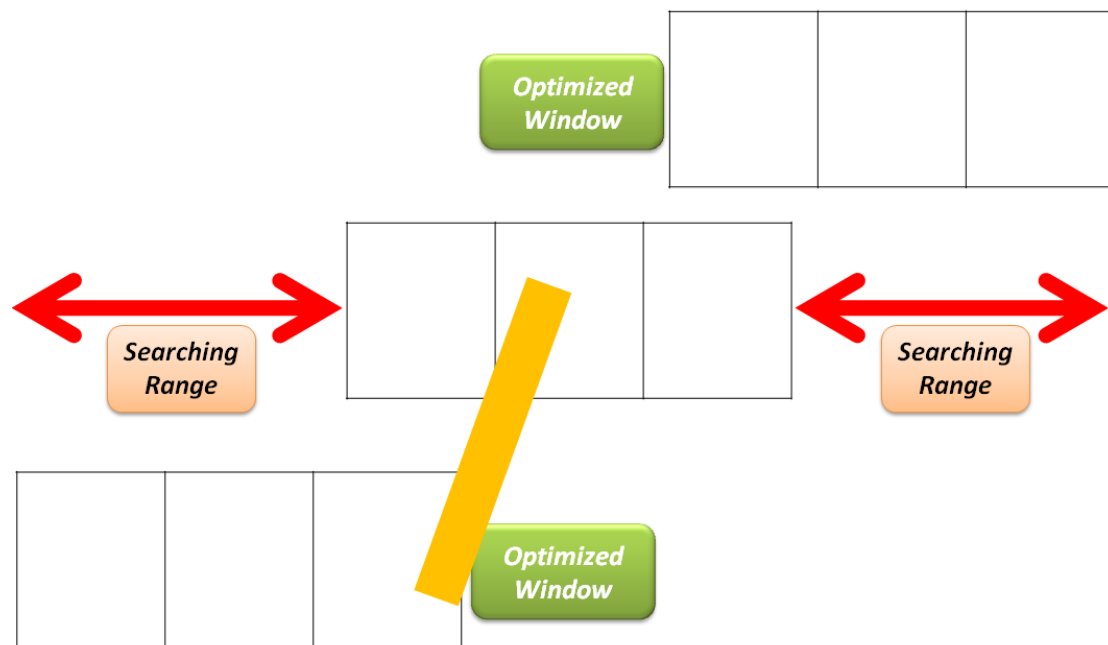 Optimized
Window
Searching
Range
Searching
Range
Optimized
Window